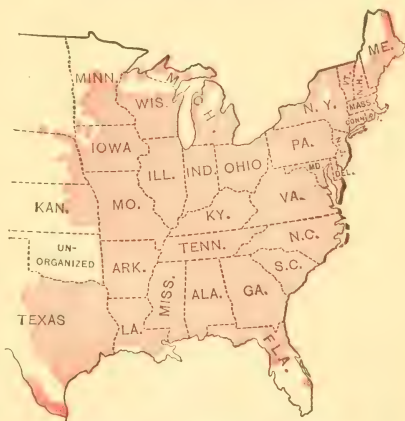 ME.
MINN.
VT.
N.H.
MICH.
WIS.
N.Y.
MASS.
CONN.
IOWA
PA.
N.J.
ILL.
IND.
OHIO
MD.
DEL.
KAN.
MO.
KY.
VA.
TENN.
N.C.
UN-
ORGANIZED
ARK.
S.C.
MISS.
ALA.
GA.
TEXAS
LA.
FLA.